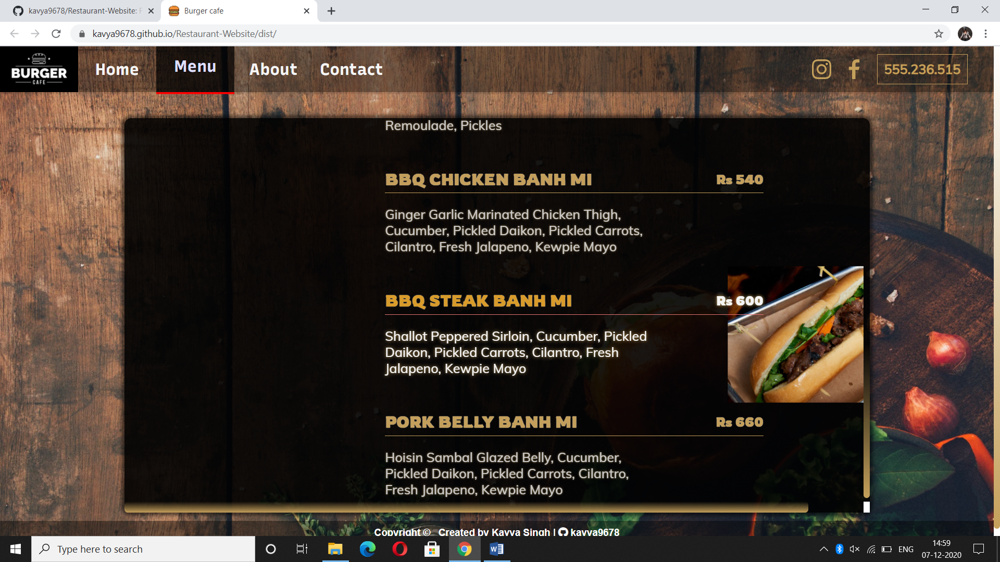 kavya9678/Restaurant-Website: F
Burger cafe
kavya9678.github.io/Restaurant-Website/dist/
BURGER
CAFE
Home
Menu
About
Contact
555.236.515
Remoulade, Pickles
BBQ CHICKEN BANH MI
Rs 540
Ginger Garlic Marinated Chicken Thigh,
Cucumber, Pickled Daikon, Pickled Carrots,
Cilantro, Fresh Jalapeno, Kewpie Mayo
BBQ STEAK BANH MI
Rs 600
Shallot Peppered Sirloin, Cucumber, Pickled
Daikon, Pickled Carrots, Cilantro, Fresh
Jalapeno, Kewpie Mayo
PORK BELLY BANH MI
Rs 660
Hoisin Sambal Glazed Belly, Cucumber,
Pickled Daikon, Pickled Carrots, Cilantro,
Fresh Jalapeno, Kewpie Mayo
Copyright © Created by Kavya Singh | kavya9678
Type here to search
ENG
14:59
07-12-2020